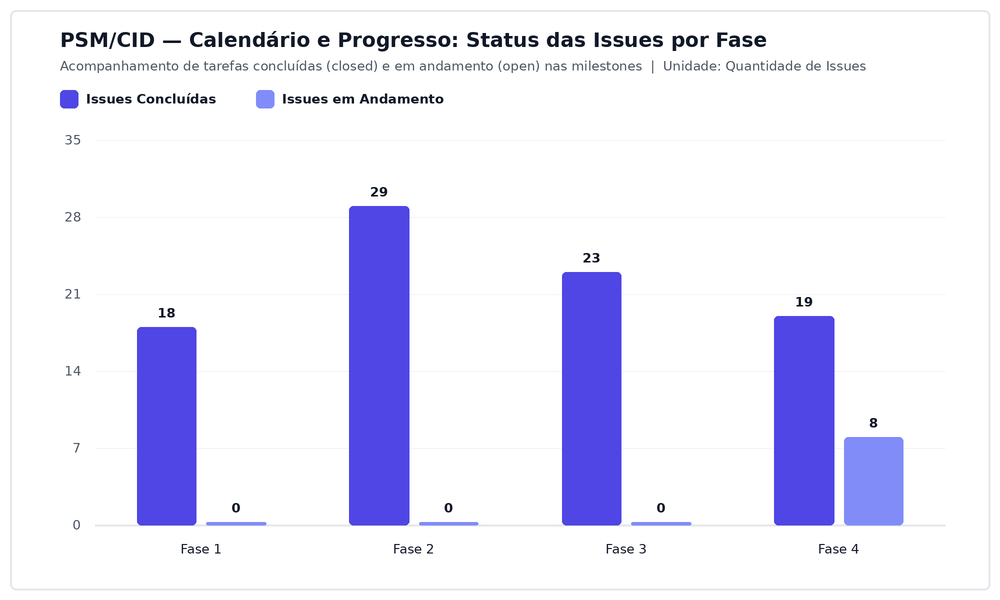 PSM/CID — Calendário e Progresso: Status das Issues por Fase
Acompanhamento de tarefas concluídas (closed) e em andamento (open) nas milestones | Unidade: Quantidade de Issues
Issues Concluídas
Issues em Andamento
35
28
21
14
7
0
18
0
29
0
23
0
19
8
Fase 1
Fase 2
Fase 3
Fase 4